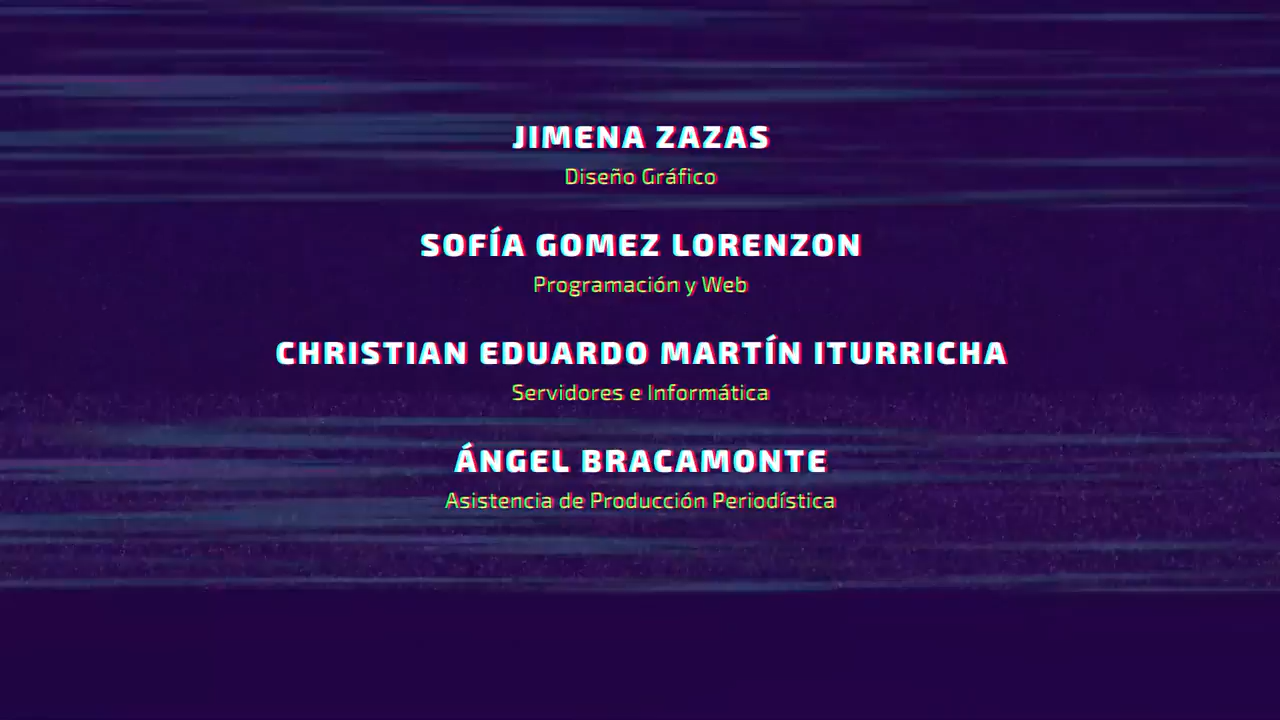 JIMENA ZAZAS
Diseño Gráfico
SOFÍA GOMEZ LORENZON
Programación y Web
CHRISTIAN EDUARDO MARTÍN ITURRICHA
Servidores e Informática
ÁNGEL BRACAMONTE
Asistencia de Producción Periodística